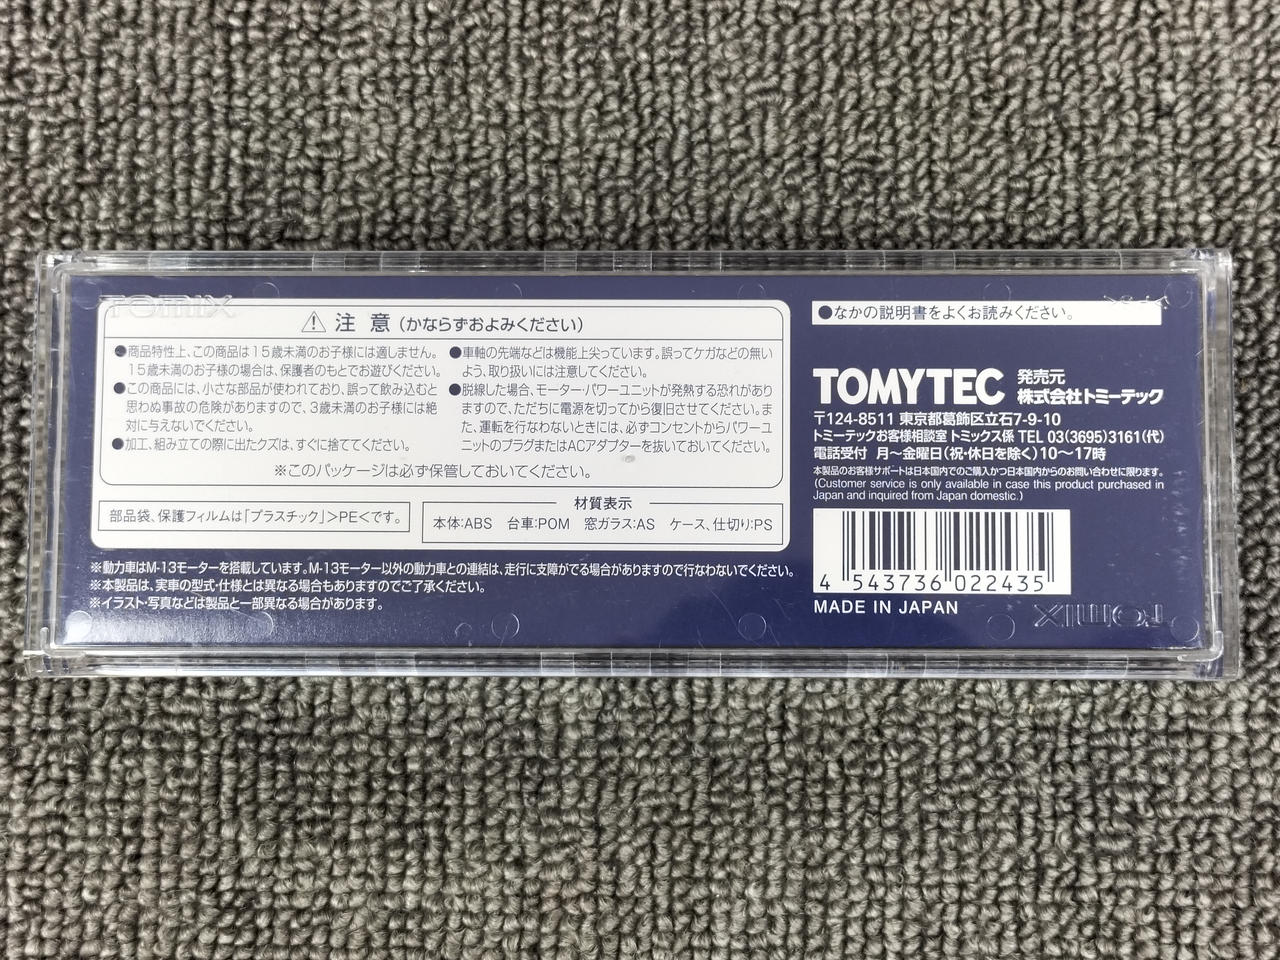 TOMIX
⚠ 注 意 (かならずおよみください)
●商品特性上、この商品は15歳未満のお子様には適しません。
15歳未満のお子様の場合は、保護者のもとでお遊びください。
●この商品には、小さな部品が使われており、誤って飲み込むと
思わぬ事故の危険がありますので、3歳未満のお子様には絶
対に与えないでください。
●加工、組み立ての際に出たクズは、すぐに捨ててください。
●車軸の先端などは機能上尖っています。誤ってケガなどの無い
よう、取り扱いには注意してください。
●脱線した場合、モーター・パワーユニットが発熱する恐れがあり
ますので、ただちに電源を切ってから復旧させてください。ま
た、運転を行なわないときには、必ずコンセントからパワーユ
ニットのプラグまたはACアダプターを抜いておいてください。
※このパッケージは必ず保管しておいてください。
部品袋、保護フィルムは「プラスチック」>PE<です。
材質表示
本体:ABS 台車:POM 窓ガラス:AS ケース、仕切り:PS
※動力車はM-13モーターを搭載しています。M-13モーター以外の動力車との連結は、走行に支障がでる場合がありますので行なわないでください。
※本製品は、実車の型式・仕様とは異なる場合もありますのでご了承ください。
※イラスト・写真などは製品と一部異なる場合があります。
●なかの説明書をよくお読みください。
TOMYTEC 発売元
株式会社トミーテック
〒124-8511 東京都葛飾区立石7-9-10
トミーテックお客様相談室 トミックス係 TEL 03(3695)3161(代)
電話受付 月〜金曜日(祝・休日を除く)10〜17時
本製品のお客様サポートは日本国内でのご購入かつ日本国内からのお問い合わせに限ります。
(Customer service is only available in case this product purchased in
Japan and inquired from Japan domestic.)
4 543736 022435
MADE IN JAPAN
TOMIX